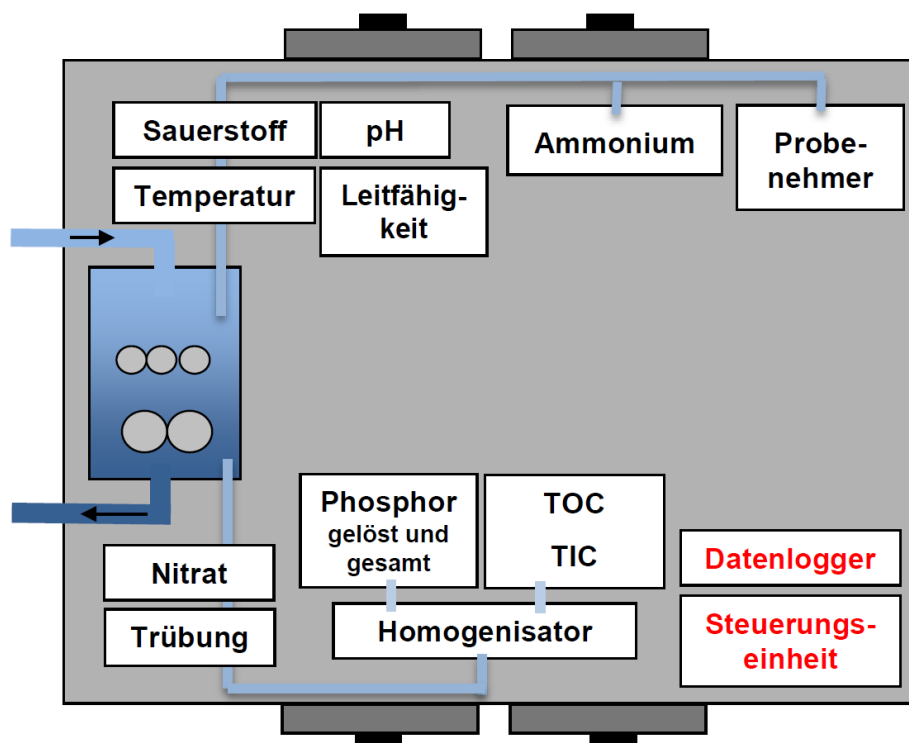 Sauerstoff
pH
Ammonium
Probe-
nehmer
Temperatur
Leitfähig-
keit
Phosphor
gelöst und
gesamt
TOC
TIC
Datenlogger
Nitrat
Trübung
Homogenisator
Steuerungs-
einheit